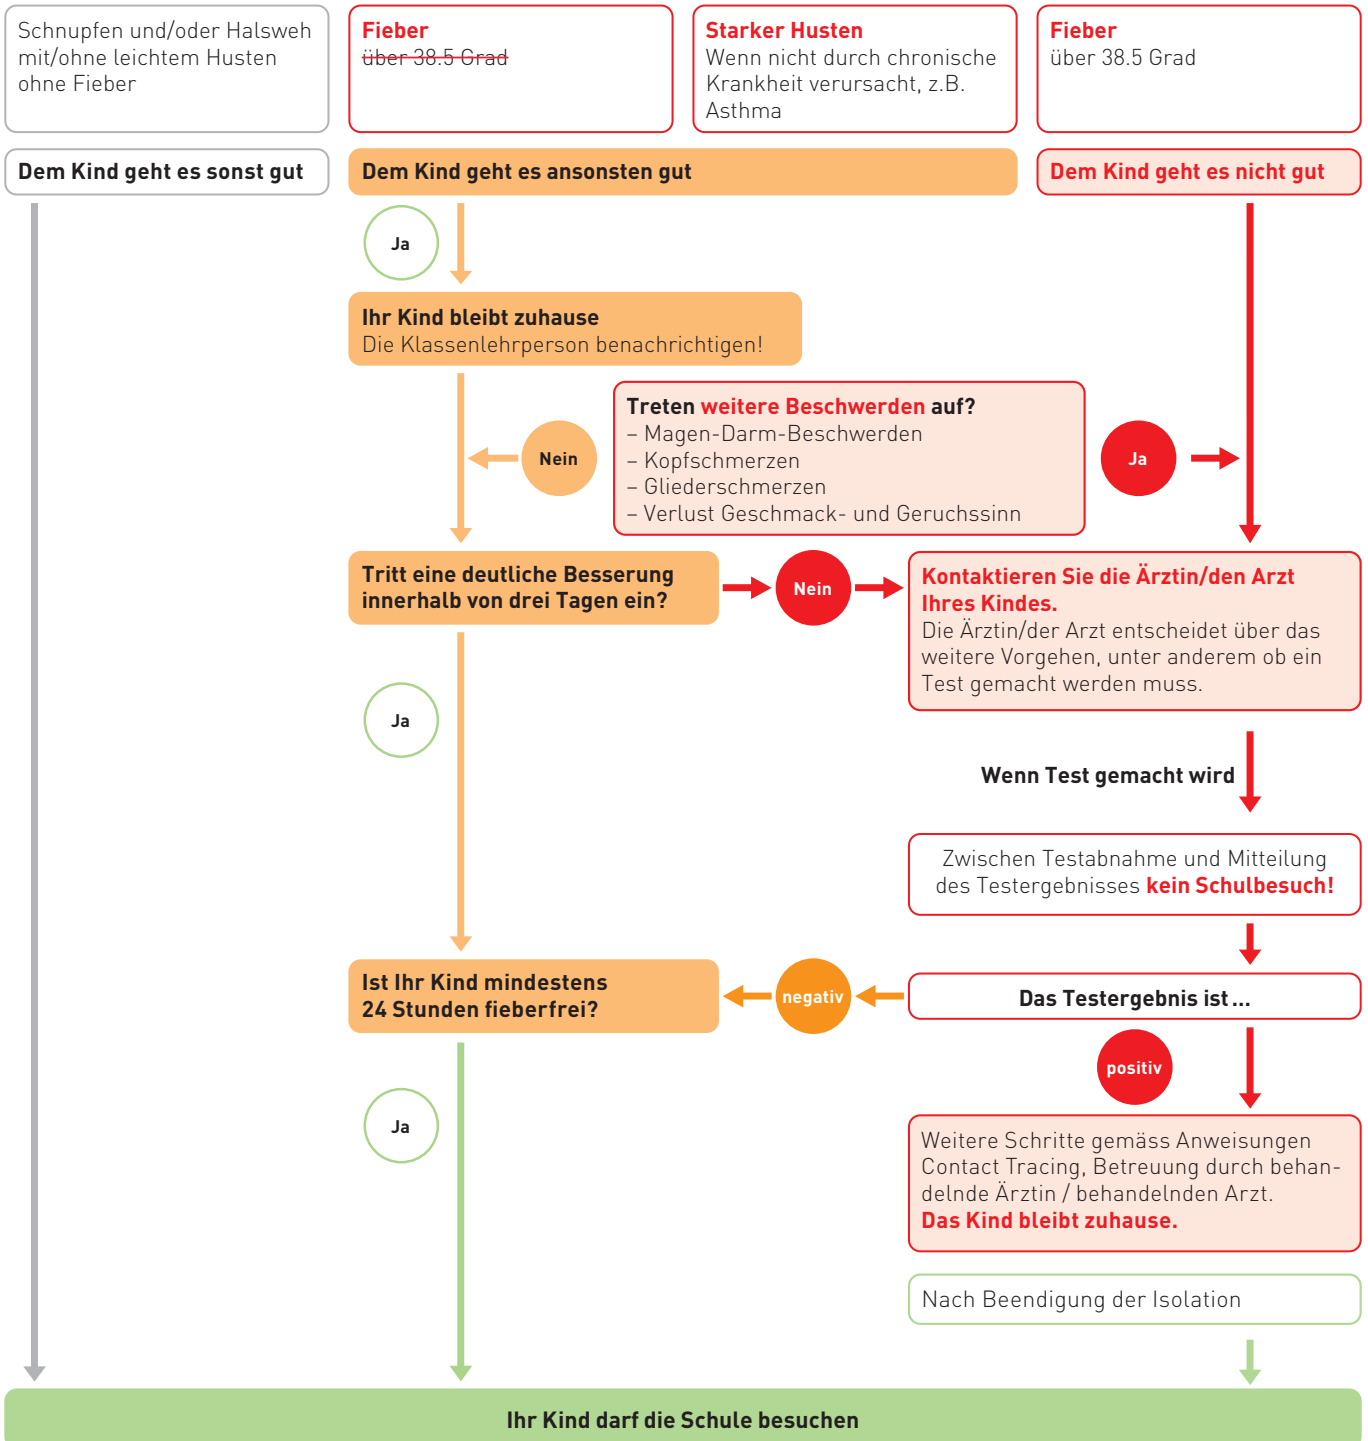 Schnupfen und/oder Halsweh
mit/ohne leichtem Husten
ohne Fieber
Fieber
über 38.5 Grad
Starker Husten
Wenn nicht durch chronische
Krankheit verursacht, z.B.
Asthma
Fieber
über 38.5 Grad
Dem Kind geht es sonst gut
Dem Kind geht es ansonsten gut
Dem Kind geht es nicht gut
Ja
Ihr Kind bleibt zuhause
Die Klassenlehrperson benachrichtigen!
Treten weitere Beschwerden auf?
– Magen-Darm-Beschwerden
– Kopfschmerzen
– Gliederschmerzen
– Verlust Geschmack- und Geruchssinn
Nein
Ja
Tritt eine deutliche Besserung
innerhalb von drei Tagen ein?
Nein
Kontaktieren Sie die Ärztin/den Arzt
Ihres Kindes.
Die Ärztin/der Arzt entscheidet über das
weitere Vorgehen, unter anderem ob ein
Test gemacht werden muss.
Ja
Wenn Test gemacht wird
Zwischen Testabnahme und Mitteilung
des Testergebnisses kein Schulbesuch!
Ist Ihr Kind mindestens
24 Stunden fieberfrei?
negativ
Das Testergebnis ist ...
positiv
Ja
Weitere Schritte gemäss Anweisungen
Contact Tracing, Betreuung durch behan-
delnde Ärztin / behandelnden Arzt.
Das Kind bleibt zuhause.
Nach Beendigung der Isolation
Ihr Kind darf die Schule besuchen